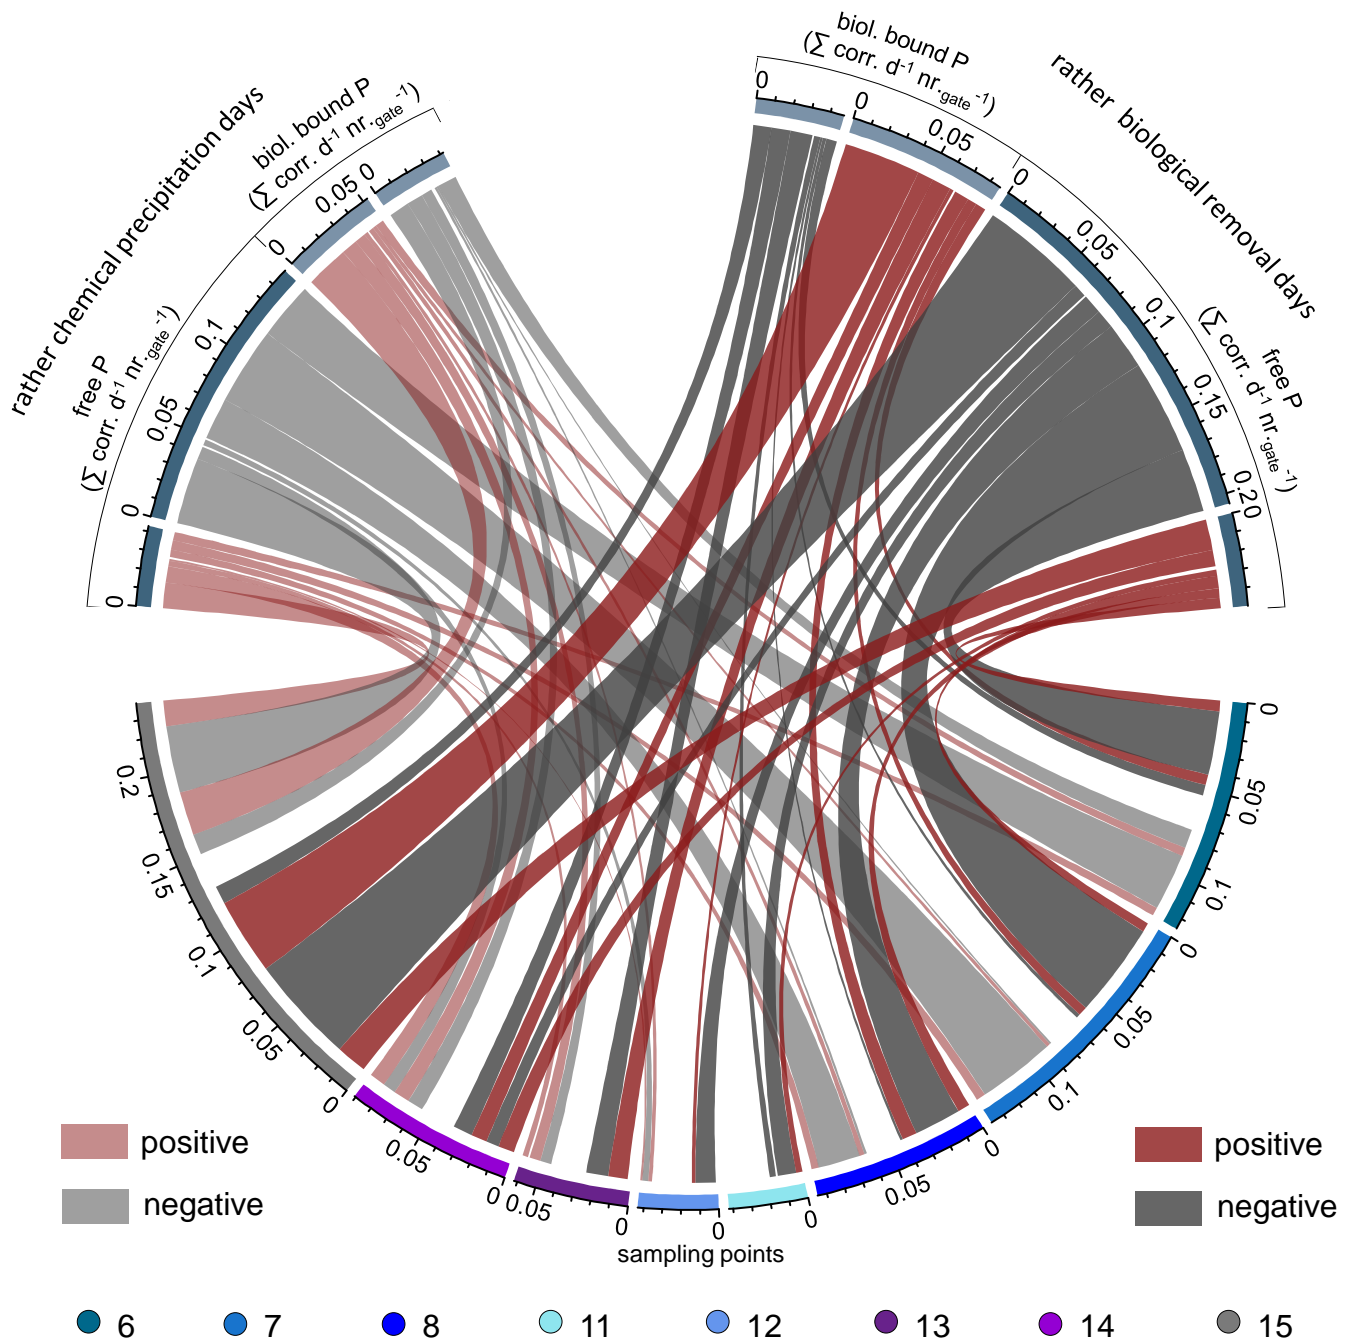 rather chemical precipitation days
biol. bound P
(∑ corr. d⁻¹ nr.gate⁻¹)
free P
(∑ corr. d⁻¹ nr.gate⁻¹)
0 0.05 0
0 0.05 0.1
0
biol. bound P
(∑ corr. d⁻¹ nr.gate⁻¹)
rather biological removal days
free P
(∑ corr. d⁻¹ nr.gate⁻¹)
0
0 0.05
0 0.05 0.1 0.15 0.20
0
0 0.05 0.1
0 0.05 0.1
0 0.05
0
0
0 0.05
0 0.05
0 0.05 0.1 0.15 0.2
sampling points
positive
negative
positive
negative
6 7 8 11 12 13 14 15